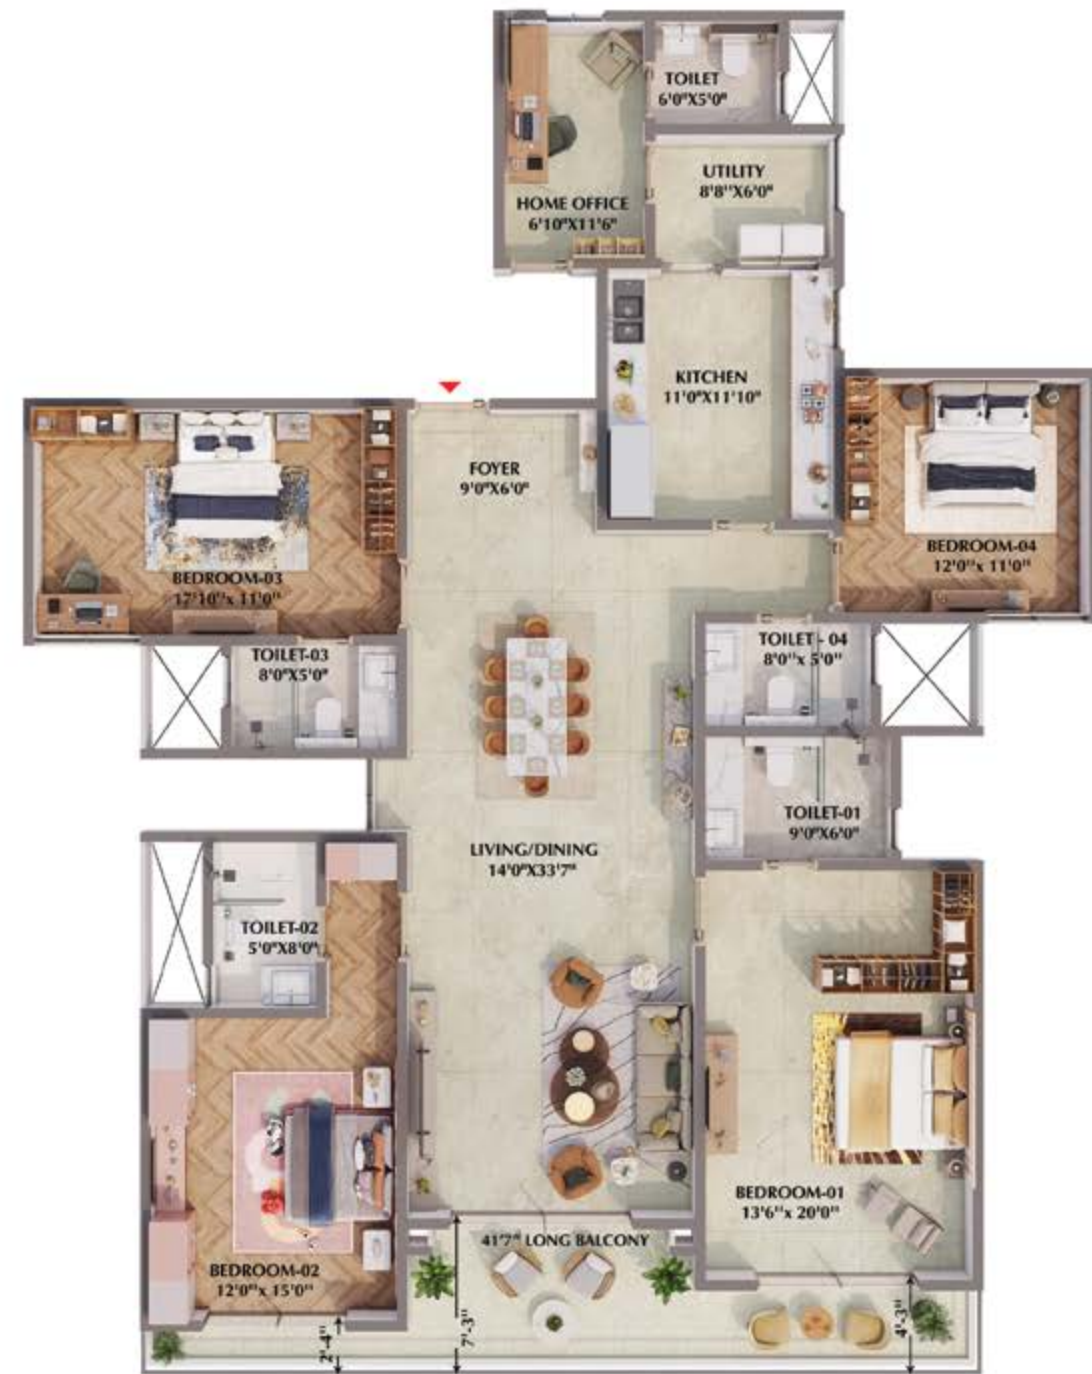 TOILET
6'0"X5'0"
UTILITY
8'8"X6'0"
HOME OFFICE
6'10"X11'6"
KITCHEN
11'0"X11'10"
FOYER
9'0"X6'0"
BEDROOM-04
12'0"x 11'0"
BEDROOM-03
17'10"x 11'0"
TOILET-03
8'0"X5'0"
TOILET - 04
8'0"x 5'0"
TOILET-01
9'0"X6'0"
LIVING/DINING
14'0"X33'7"
TOILET-02
5'0"X8'0"
BEDROOM-01
13'6"x 20'0"
41'7" LONG BALCONY
BEDROOM-02
12'0"x 15'0"
2'-4"
7'-3"
4'-3"